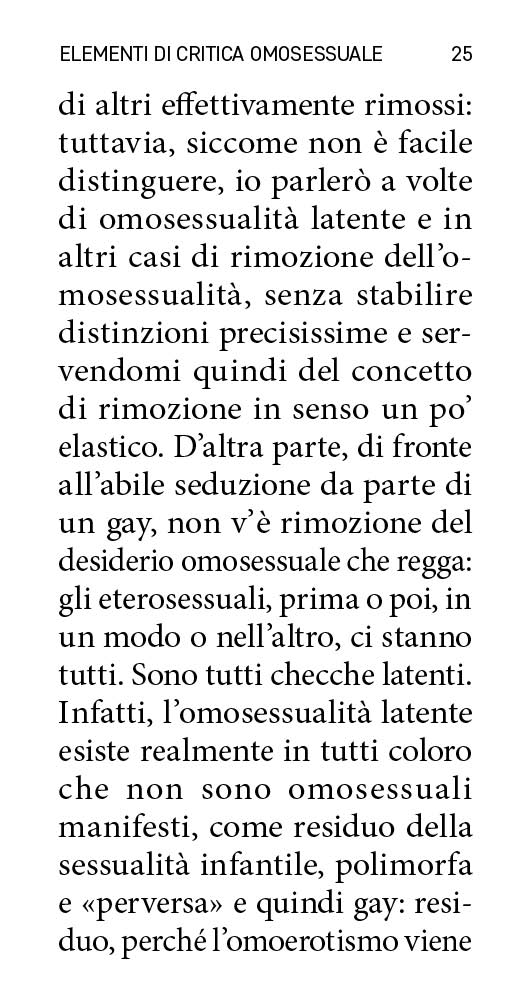 ELEMENTI DI CRITICA OMOSESSUALE 25
di altri effettivamente rimossi:
tuttavia, siccome non è facile
distinguere, io parlerò a volte
di omosessualità latente e in
altri casi di rimozione dell’o-
mosessualità, senza stabilire
distinzioni precisissime e ser-
vendomi quindi del concetto
di rimozione in senso un po’
elastico. D’altra parte, di fronte
all’abile seduzione da parte di
un gay, non v’è rimozione del
desiderio omosessuale che regga:
gli eterosessuali, prima o poi, in
un modo o nell’altro, ci stanno
tutti. Sono tutti checche latenti.
Infatti, l’omosessualità latente
esiste realmente in tutti coloro
che non sono omosessuali
manifesti, come residuo della
sessualità infantile, polimorfa
e «perversa» e quindi gay: resi-
duo, perché l’omoerotismo viene